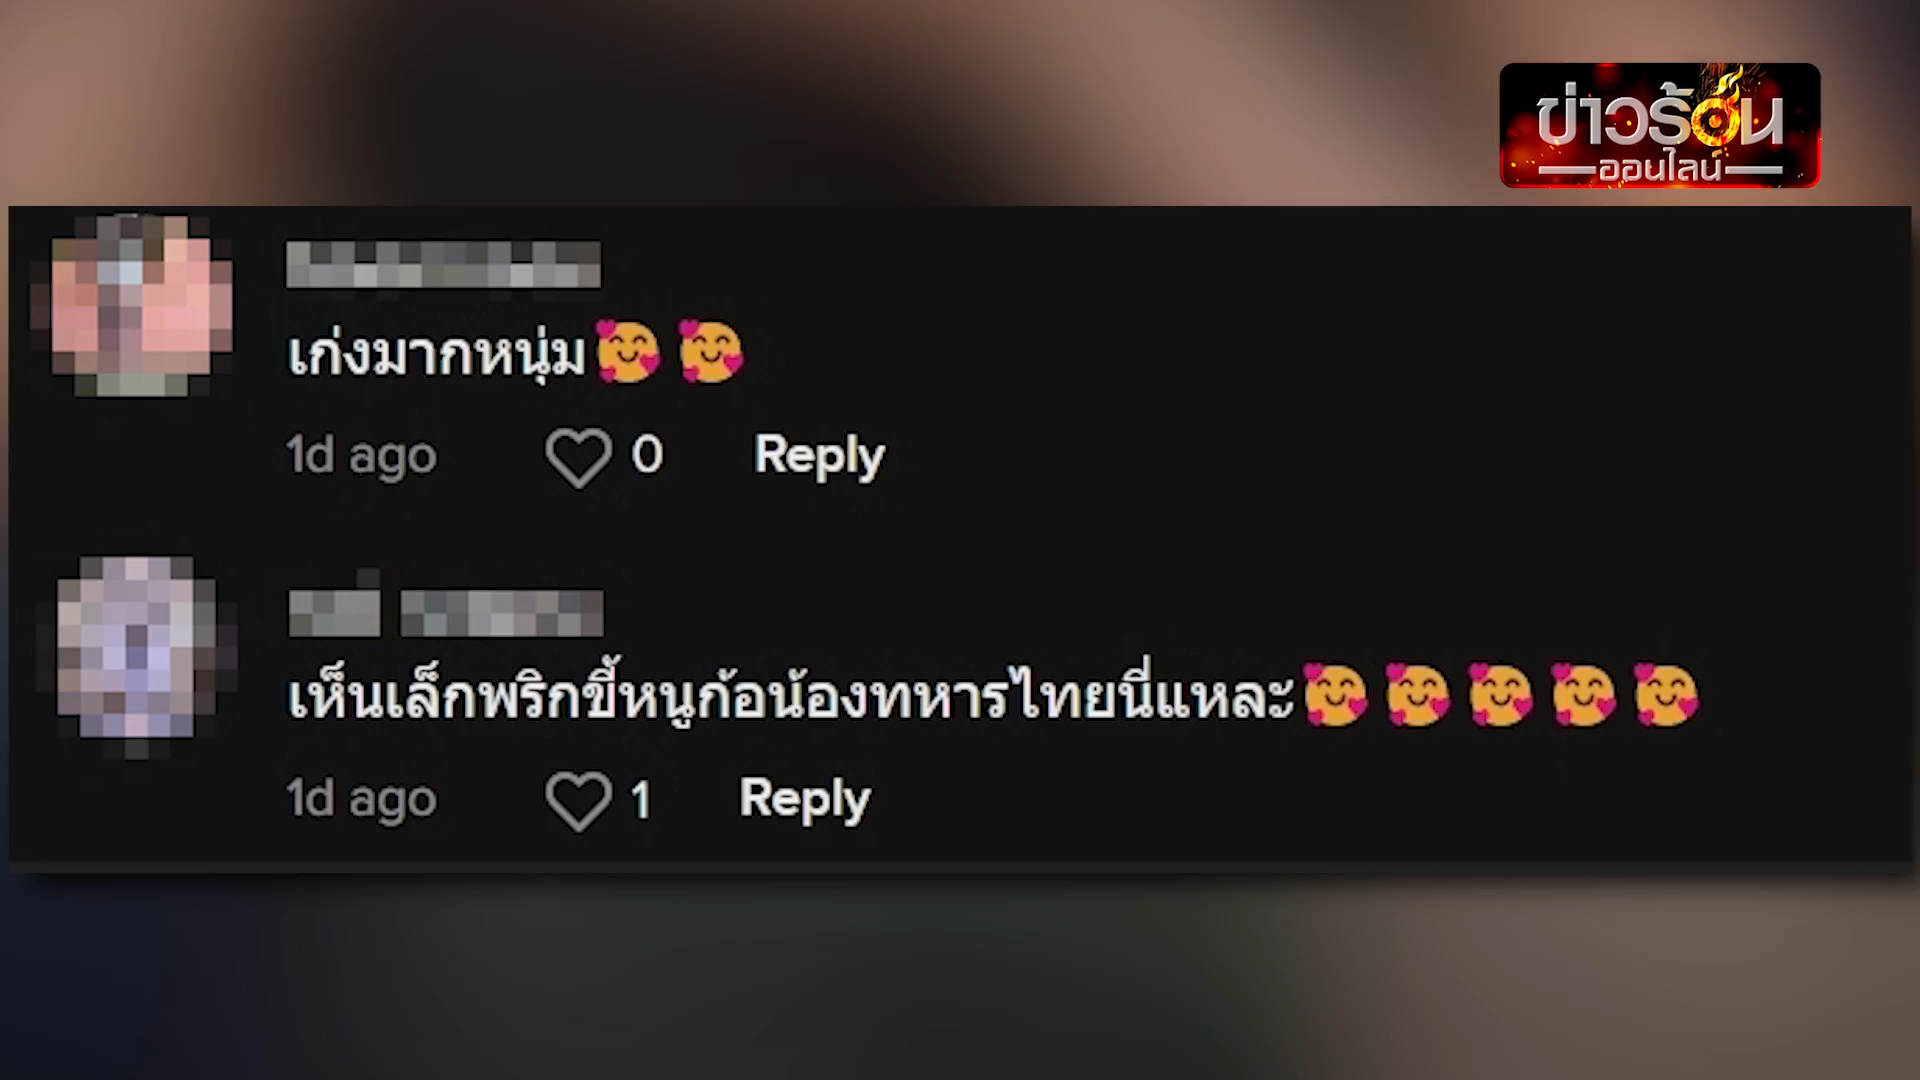 ข่าวร้อน
ออนไลน์
เก่งมากหนุ่ม🥰 🥰
1d ago 0 Reply
เห็นเล็กพริกขี้หนูก้อน้องทหารไทยนี่แหละ🥰 🥰 🥰 🥰 🥰
1d ago 1 Reply